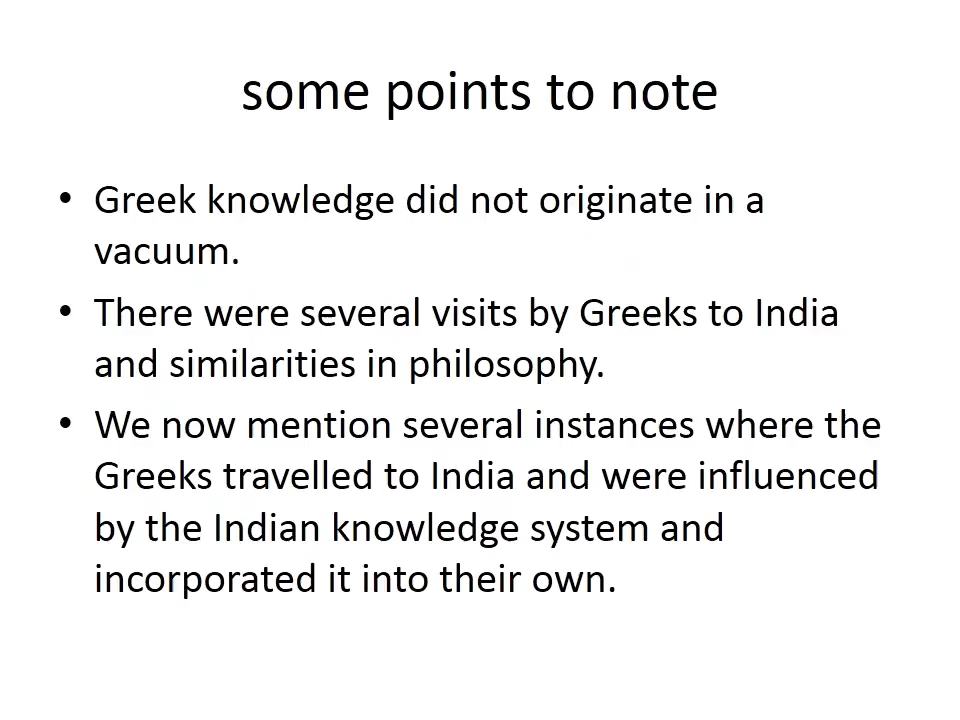 some points to note
• Greek knowledge did not originate in a
vacuum.
• There were several visits by Greeks to India
and similarities in philosophy.
• We now mention several instances where the
Greeks travelled to India and were influenced
by the Indian knowledge system and
incorporated it into their own.